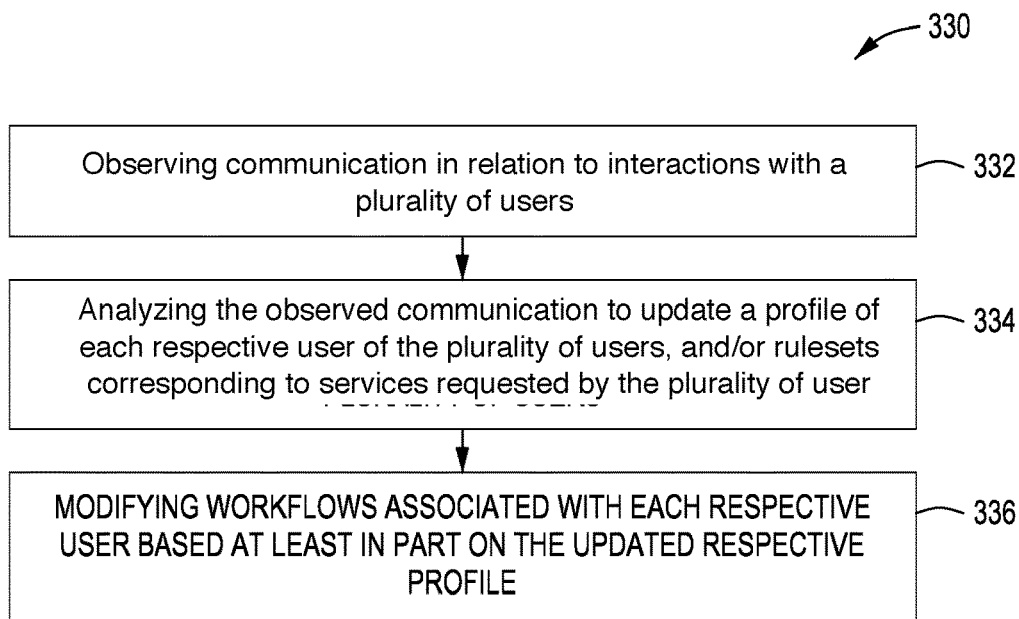 330
Observing communication in relation to interactions with a
plurality of users
332
Analyzing the observed communication to update a profile of
each respective user of the plurality of users, and/or rulesets
corresponding to services requested by the plurality of user
334
MODIFYING WORKFLOWS ASSOCIATED WITH EACH RESPECTIVE
USER BASED AT LEAST IN PART ON THE UPDATED RESPECTIVE
PROFILE
336